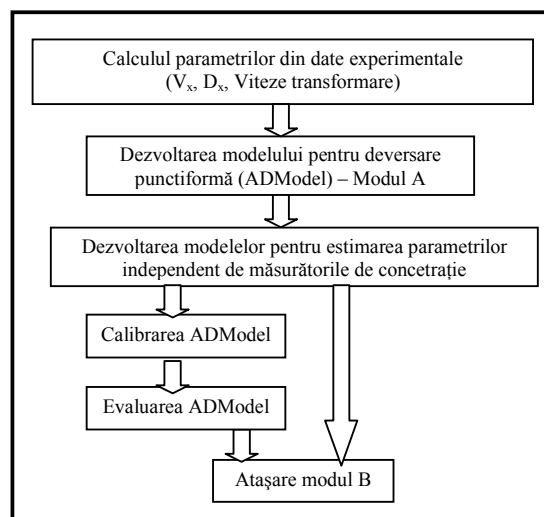 Calculul parametrilor din date experimentale
(Vₓ, Dₓ, Viteze transformare)
Dezvoltarea modelului pentru deversare
punctiformă (ADModel) – Modul A
Dezvoltarea modelelor pentru estimarea parametrilor
independent de măsurătorile de concetrație
Calibrarea ADModel
Evaluarea ADModel
Atașare modul B